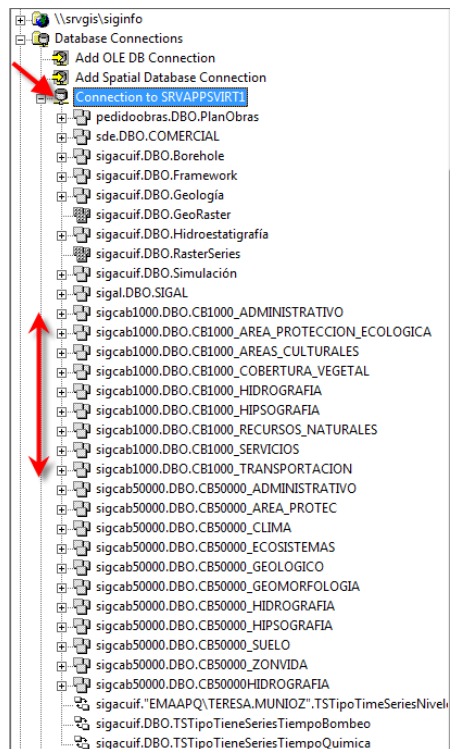 \\srvgis\siginfo
Database Connections
Add OLE DB Connection
Add Spatial Database Connection
Connection to SRVAPPSVIRT1
pedidoobras.DBO.PlanObras
sde.DBO.COMERCIAL
sigacuif.DBO.Borehole
sigacuif.DBO.Framework
sigacuif.DBO.Geología
sigacuif.DBO.GeoRaster
sigacuif.DBO.Hidroestatigrafía
sigacuif.DBO.RasterSeries
sigacuif.DBO.Simulación
sigal.DBO.SIGAL
sigcab1000.DBO.CB1000_ADMINISTRATIVO
sigcab1000.DBO.CB1000_AREA_PROTECCION_ECOLOGICA
sigcab1000.DBO.CB1000_AREAS_CULTURALES
sigcab1000.DBO.CB1000_COBERTURA_VEGETAL
sigcab1000.DBO.CB1000_HIDROGRAFIA
sigcab1000.DBO.CB1000_HIPSOGRAFIA
sigcab1000.DBO.CB1000_RECURSOS_NATURALES
sigcab1000.DBO.CB1000_SERVICIOS
sigcab1000.DBO.CB1000_TRANSPORTACION
sigcab50000.DBO.CB50000_ADMINISTRATIVO
sigcab50000.DBO.CB50000_AREA_PROTEC
sigcab50000.DBO.CB50000_CLIMA
sigcab50000.DBO.CB50000_ECOSISTEMAS
sigcab50000.DBO.CB50000_GEOLOGICO
sigcab50000.DBO.CB50000_GEOMORFOLOGIA
sigcab50000.DBO.CB50000_HIDROGRAFIA
sigcab50000.DBO.CB50000_HIPSOGRAFIA
sigcab50000.DBO.CB50000_SUELO
sigcab50000.DBO.CB50000_ZONVIDA
sigcab50000.DBO.CB50000HIDROGRAFIA
sigacuif."EMAAPQ\TERESA.MUNIOZ".TSTipoTimeSeriesNivel
sigacuif.DBO.TSTipoTieneSeriesTiempoBombeo
sigacuif.DBO.TSTipoTieneSeriesTiempoQuimica